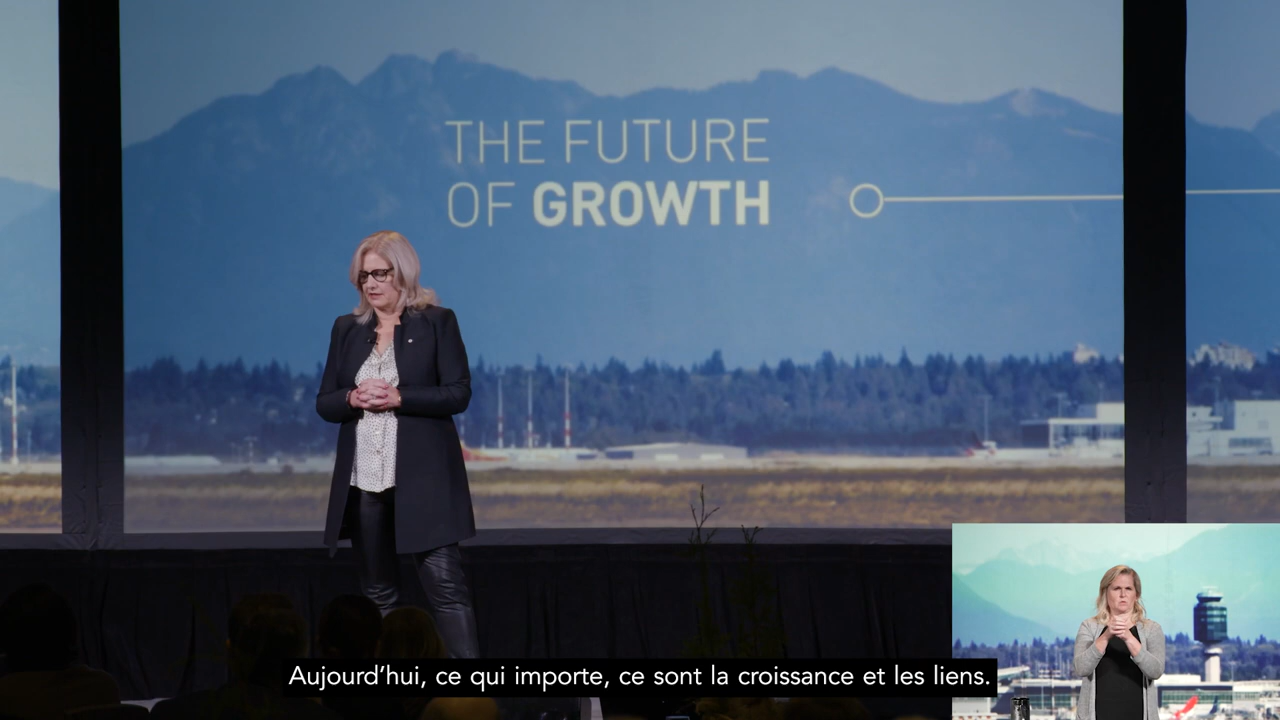 THE FUTURE
OF GROWTH
Aujourd'hui, ce qui importe, ce sont la croissance et les liens.